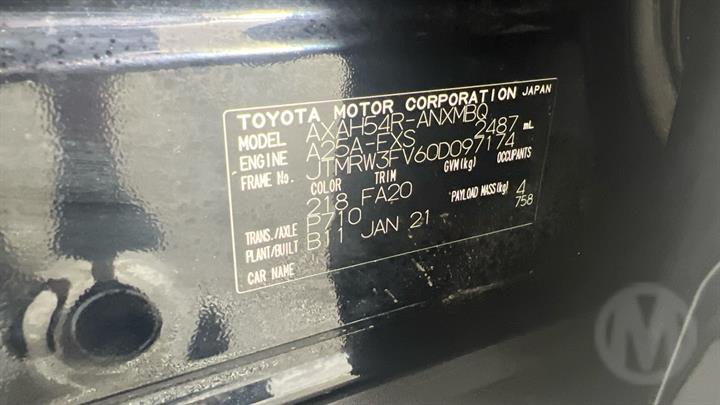 TOYOTA MOTOR CORPORATION JAPAN
MODEL AXAH54R-ANXMBQ
ENGINE A25A-FXS 2487 mL
FRAME No. JTMRW3FV60D097174
COLOR TRIM GVM(kg) OCCUPANTS
218 FA20 4
TRANS./AXLE P710 PAYLOAD MASS(kg) 758
PLANT/BUILT B11 JAN 21
CAR NAME
M